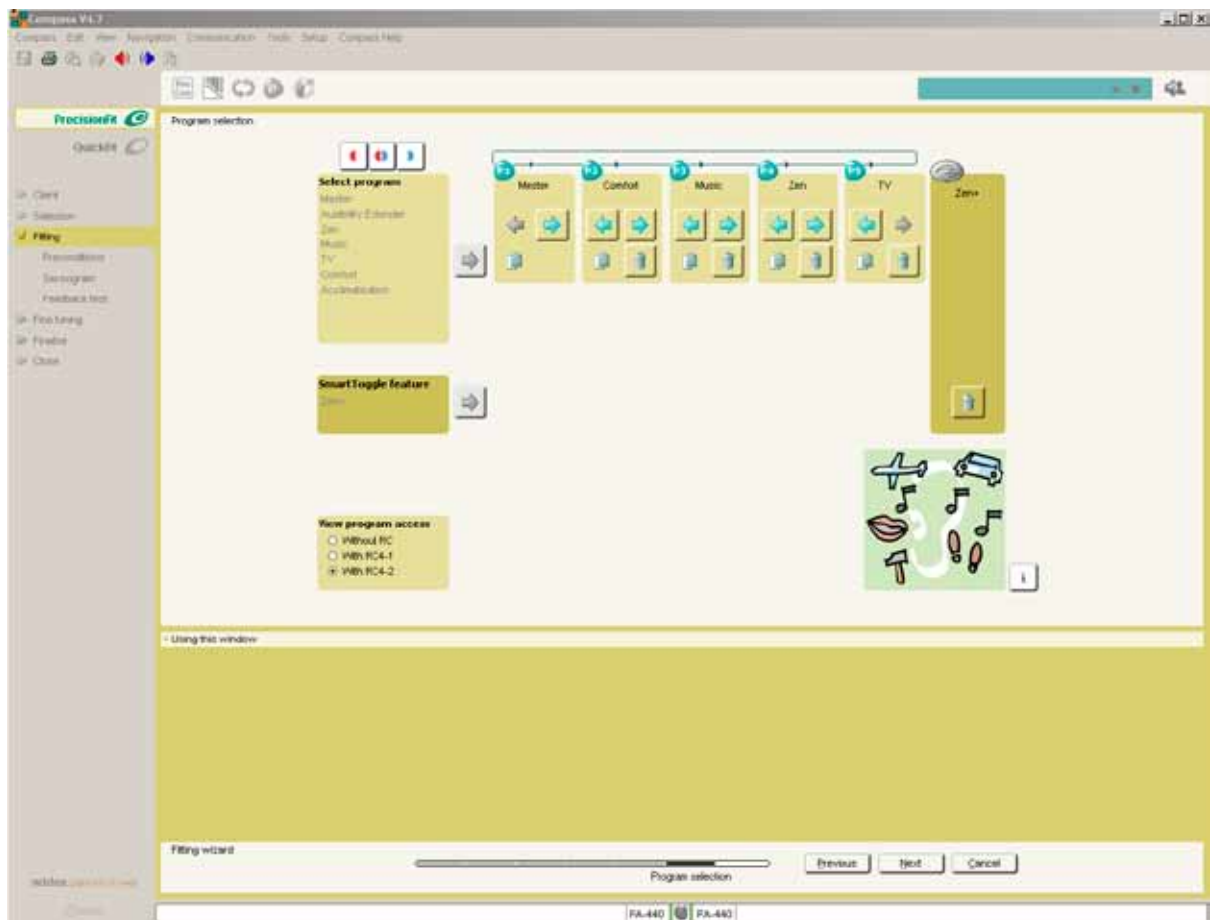 Compass V4.7
Compass Edit View Navigation Communication Tools Setup Compass Help
PrecisionFit
QuickFit
Client
Selection
Fitting
Preconditions
Sensogram
Feedback test
Fine tuning
Finalize
Close
Program selection
Select program
Master
Audibility Extender
Zen
Music
TV
Comfort
Acclimatization
Master
Comfort
Music
Zen
TV
Zen+
SmartToggle feature
Zen+
View program access
Without RC
With RC4-1
With RC4-2
i
Using this window
Fitting wizard
Program selection
Previous Next Cancel
PA-440 PA-440